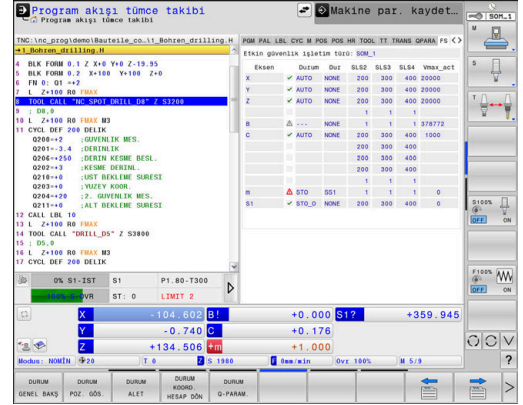 Program akışı tümce takibi
Program akışı tümce takibi
Makine par. kaydet…
SOM_1
TNC:\nc_prog\demo\Bauteile_co…\1_Bohren_drilling.H
→1_Bohren_drilling.H
4 BLK FORM 0.1 Z X+0 Y+0 Z-19.95
5 BLK FORM 0.2 X+100 Y+100 Z+0
6 FN 0: Q1 =+2
7 L Z+100 R0 FMAX
8 TOOL CALL "NC_SPOT_DRILL_D8" Z S3200
9 ; D8,0
10 L Z+100 R0 FMAX M3
11 CYCL DEF 200 DELIK
Q200=+2 ;GUVENLIK MES.
Q201=-3.4 ;DERINLIK
Q206=+250 ;DERIN KESME BESL.
Q202=+3 ;KESME DERINL.
Q210=+0 ;UST BEKLEME SURESI
Q203=+0 ;YUZEY KOOR.
Q204=+20 ;2. GUVENLIK MES.
Q211=+0 ;ALT BEKLEME SURESI
12 CALL LBL 10
13 L Z+100 R0 FMAX
14 TOOL CALL "DRILL_D5" Z S3800
15 ; D5,0
16 L Z+100 R0 FMAX M3
17 CYCL DEF 200 DELIK
PGM PAL LBL CYC M POS POS HR TOOL TT TRANS QPARA FS
Etkin güvenlik işletim türü: SOM_1
Eksen Durum Dur SLS2 SLS3 SLS4 Vmax_act
X AUTO NONE 200 300 400 20000
Y AUTO NONE 200 300 400 20000
Z AUTO NONE 200 300 400 20000
1 1 1
B --- NONE 1 1 1 378772
C AUTO NONE 200 300 400 1000
200 300 400
200 300 400
200 300 400
1 1 1
m STO SS1 1 1 1 0
S1 STO_O NONE 200 300 400 0
0% S1-IST S1 P1.80-T300
S-OVR ST: 0 LIMIT 2
X -104.602 B! +0.000 S1? +359.945
Y -0.740 C +0.176
Z +134.506 +m +1.000
Modus: NOMİN 20 T 0 Z S 1980 F 0mm/min Ovr 100% M 5/9
M
S
T
S100%
OFF ON
F100%
OFF ON
?
DURUM GENEL BAKŞ
DURUM POZ. GÖS.
DURUM ALET
DURUM KOORD. HESAP DÖN
DURUM Q-PARAM.